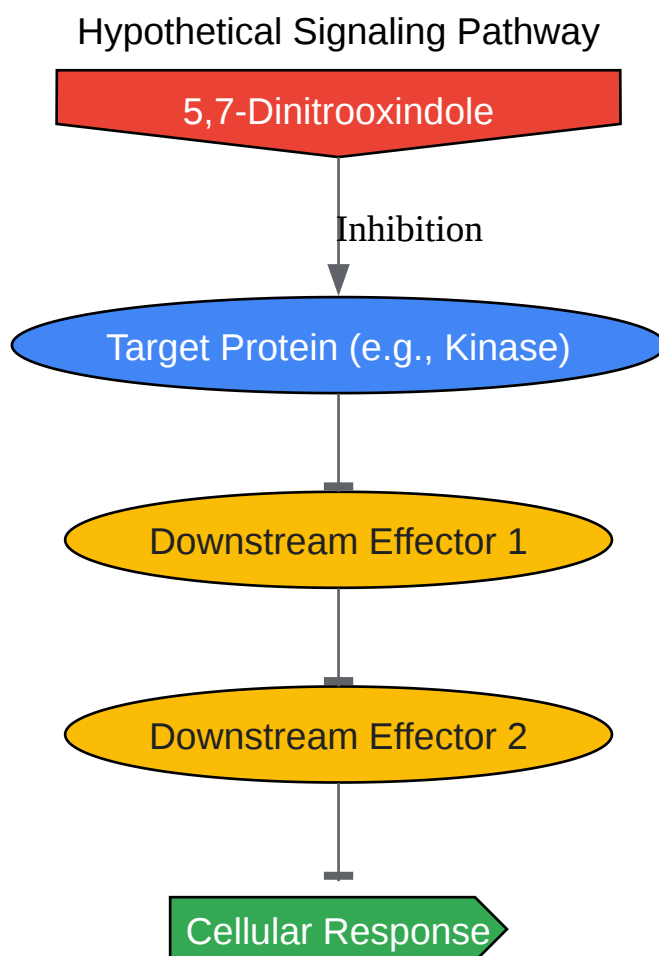 Hypothetical Signaling Pathway
5,7-Dinitrooxindole
Inhibition
Target Protein (e.g., Kinase)
Downstream Effector 1
Downstream Effector 2
Cellular Response